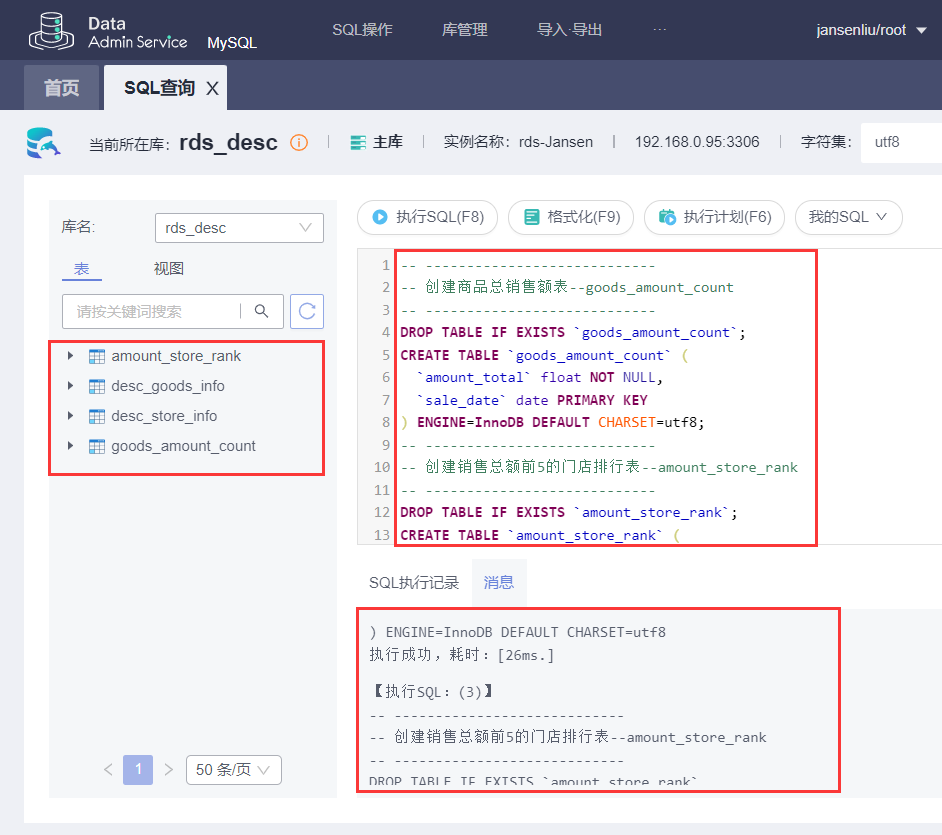 Data
Admin Service MySQL
SQL操作 库管理 导入·导出 ...
jansenliu/root
首页
SQL查询 X
当前所在库: rds_desc
主库
实例名称: rds-Jansen
192.168.0.95:3306
字符集: utf8
库名: rds_desc
表 视图
请按关键词搜索
amount_store_rank
desc_goods_info
desc_store_info
goods_amount_count
1
50 条/页
执行SQL(F8) 格式化(F9) 执行计划(F6) 我的SQL
1 -- ----------------------------
2 -- 创建商品总销售额表--goods_amount_count
3 -- ----------------------------
4 DROP TABLE IF EXISTS `goods_amount_count`;
5 CREATE TABLE `goods_amount_count` (
6 `amount_total` float NOT NULL,
7 `sale_date` date PRIMARY KEY
8 ) ENGINE=InnoDB DEFAULT CHARSET=utf8;
9 -- ----------------------------
10 -- 创建销售总额前5的门店排行表--amount_store_rank
11 -- ----------------------------
12 DROP TABLE IF EXISTS `amount_store_rank`;
13 CREATE TABLE `amount_store_rank` (
SQL执行记录 消息
) ENGINE=InnoDB DEFAULT CHARSET=utf8
执行成功，耗时：[26ms.]
【执行SQL：(3)】
-- ----------------------------
-- 创建销售总额前5的门店排行表--amount_store_rank
-- ----------------------------
DROP TABLE IF EXISTS `amount_store_rank`